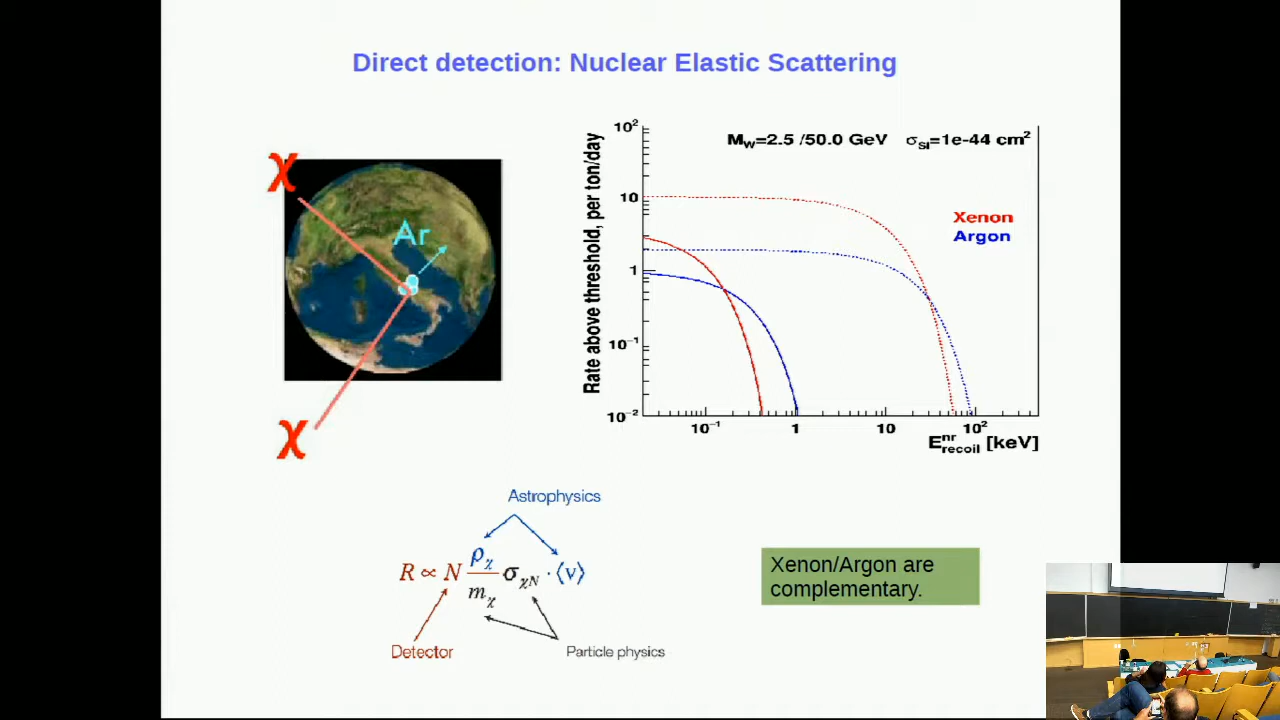 Direct detection: Nuclear Elastic Scattering
χ
Ar
χ
Rate above threshold, per ton/day
10²
10
1
10⁻¹
10⁻²
M_W=2.5 /50.0 GeV σ_SI=1e-44 cm²
Xenon
Argon
10⁻¹ 1 10 10²
E^nr_recoil [keV]
Astrophysics
R ∝ N ρ_χ/m_χ σ_χN · ⟨v⟩
Detector
Particle physics
Xenon/Argon are
complementary.